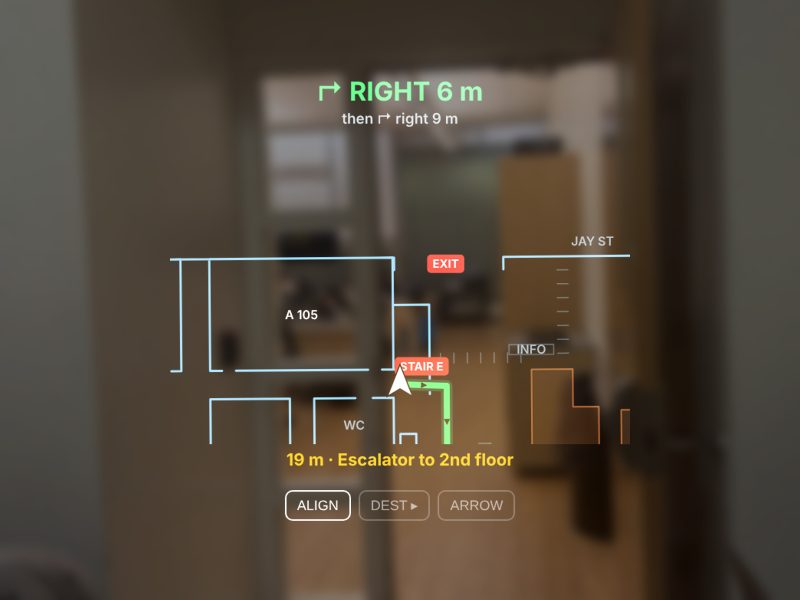 RIGHT 6 m
then right 9 m
JAY ST
EXIT
A 105
INFO
STAIR E
WC
19 m · Escalator to 2nd floor
ALIGN
DEST ▸
ARROW